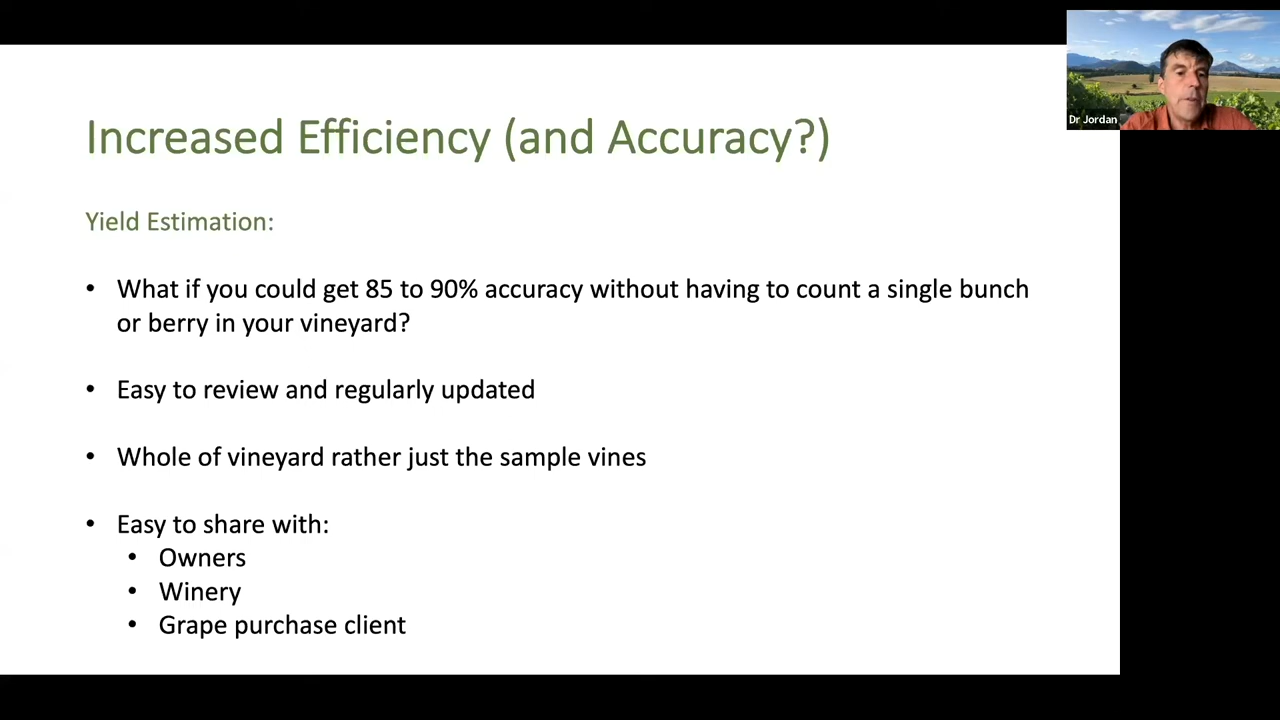 Increased Efficiency (and Accuracy?)
Dr Jordan
Yield Estimation:
• What if you could get 85 to 90% accuracy without having to count a single bunch
or berry in your vineyard?
• Easy to review and regularly updated
• Whole of vineyard rather just the sample vines
• Easy to share with:
• Owners
• Winery
• Grape purchase client